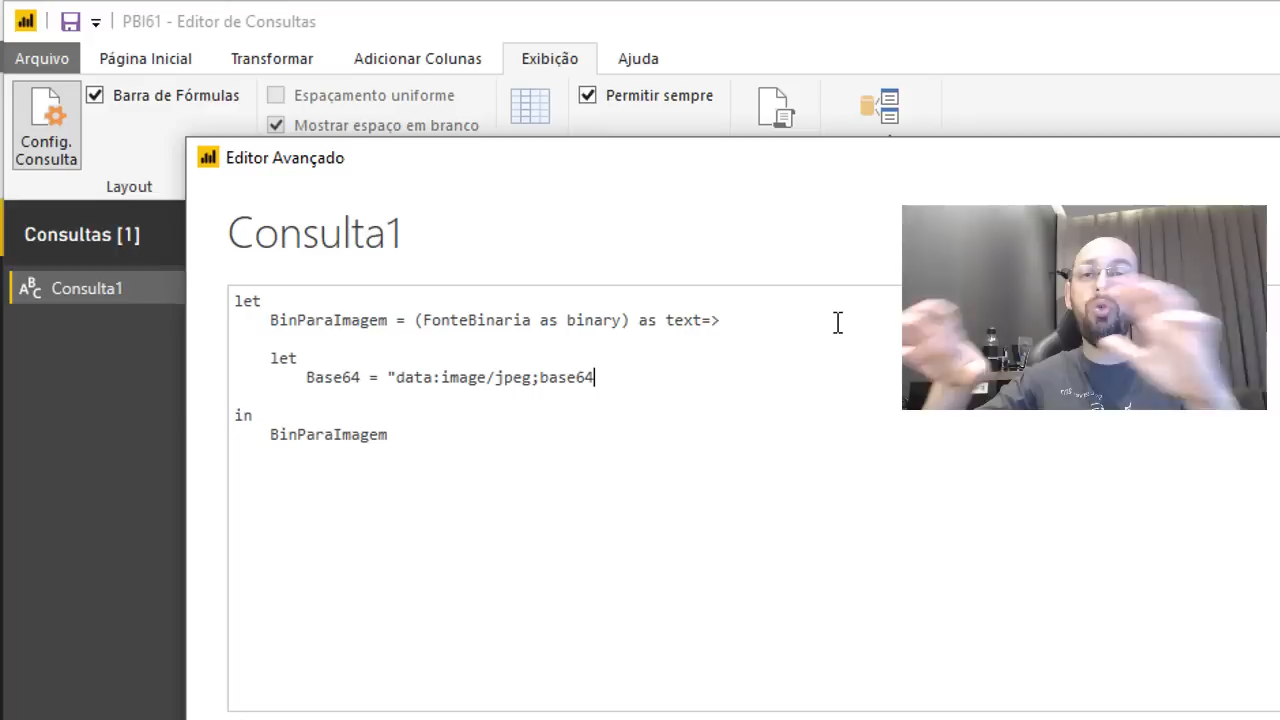 PBI61 - Editor de Consultas
Arquivo
Página Inicial
Transformar
Adicionar Colunas
Exibição
Ajuda
Config.
Consulta
Barra de Fórmulas
Espaçamento uniforme
Mostrar espaço em branco
Permitir sempre
Layout
Editor Avançado
Consultas [1]
Consulta1
ABC Consulta1
let
BinParaImagem = (FonteBinaria as binary) as text=>
let
Base64 = "data:image/jpeg;base64
in
BinParaImagem